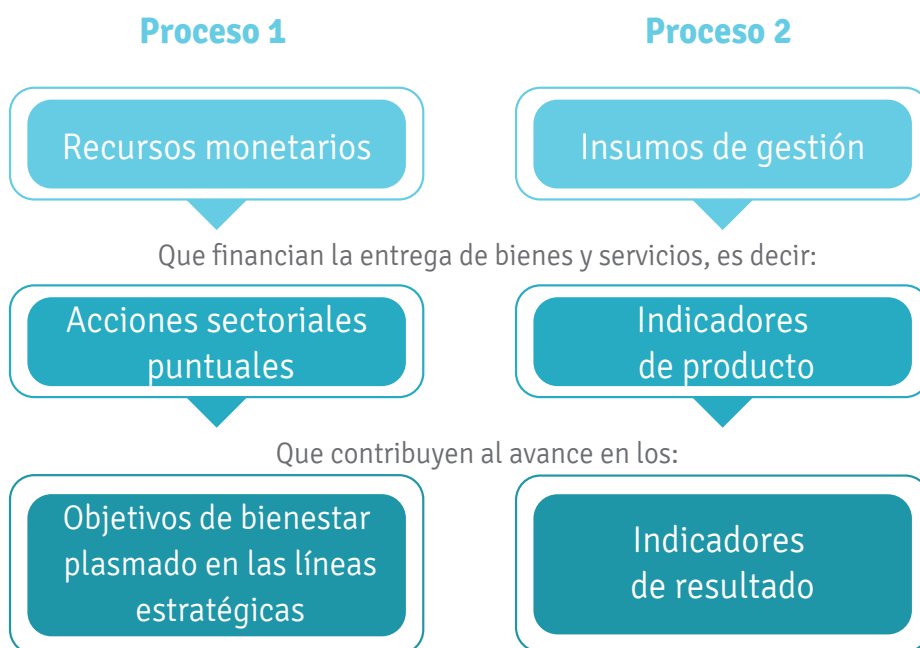 Proceso 1
Proceso 2
Recursos monetarios
Insumos de gestión
Que financian la entrega de bienes y servicios, es decir:
Acciones sectoriales
puntuales
Indicadores
de producto
Que contribuyen al avance en los:
Objetivos de bienestar
plasmado en las líneas
estratégicas
Indicadores
de resultado